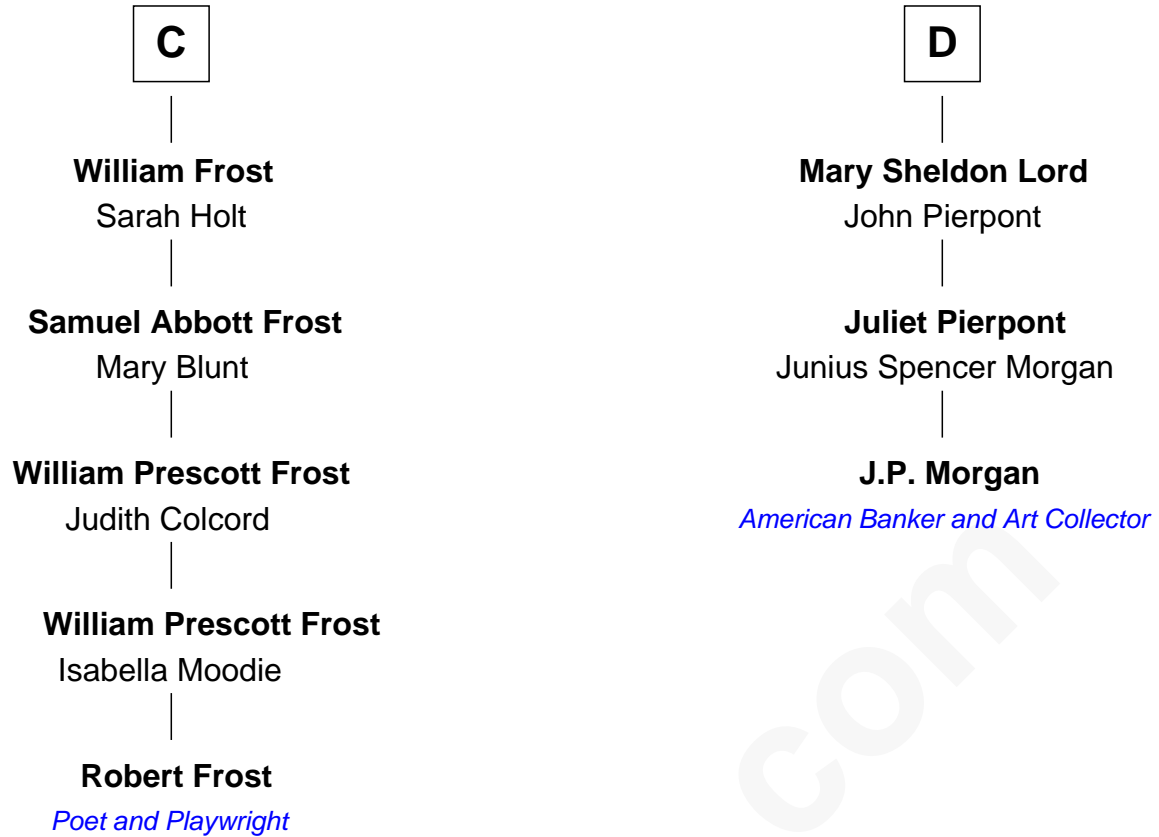 C
William Frost
Sarah Holt
Samuel Abbott Frost
Mary Blunt
William Prescott Frost
Judith Colcord
William Prescott Frost
Isabella Moodie
Robert Frost
Poet and Playwright
D
Mary Sheldon Lord
John Pierpont
Juliet Pierpont
Junius Spencer Morgan
J.P. Morgan
American Banker and Art Collector
com